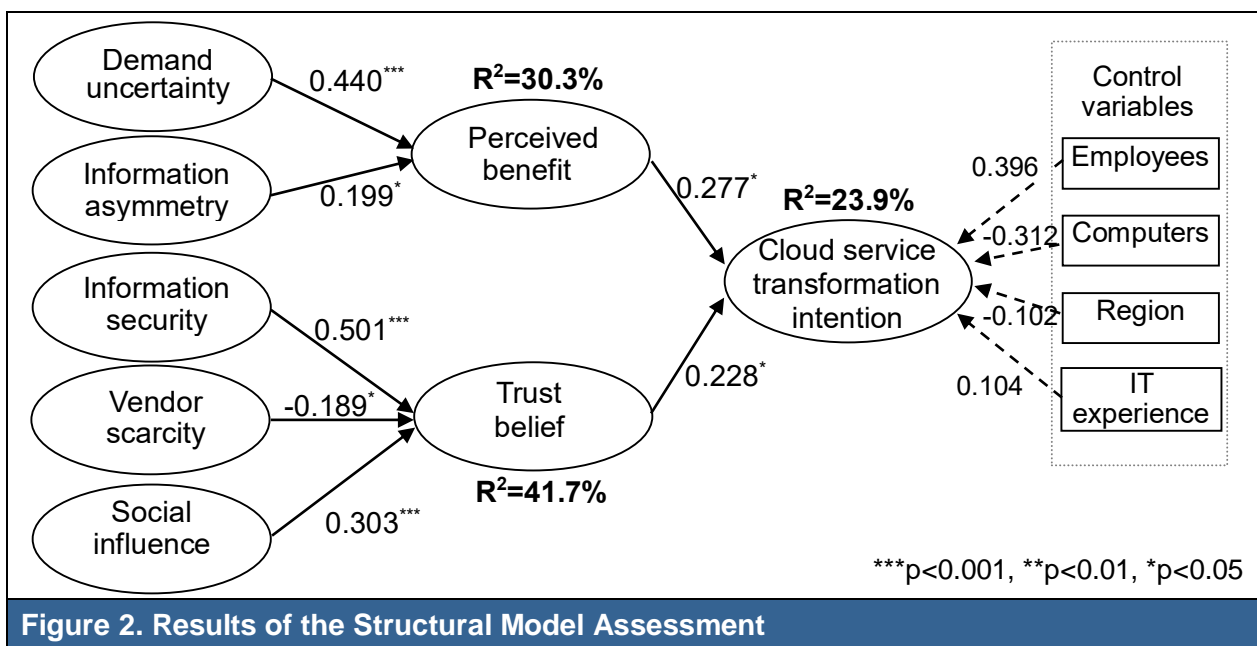 Demand
uncertainty
0.440***
Information
asymmetry
0.199*
R²=30.3%
Perceived
benefit
0.277*
Information
security
0.501***
Vendor
scarcity
-0.189*
Social
influence
0.303***
Trust
belief
R²=41.7%
0.228*
R²=23.9%
Cloud service
transformation
intention
Control
variables
0.396
Employees
-0.312
Computers
-0.102
Region
0.104
IT
experience
***p<0.001, **p<0.01, *p<0.05
Figure 2. Results of the Structural Model Assessment